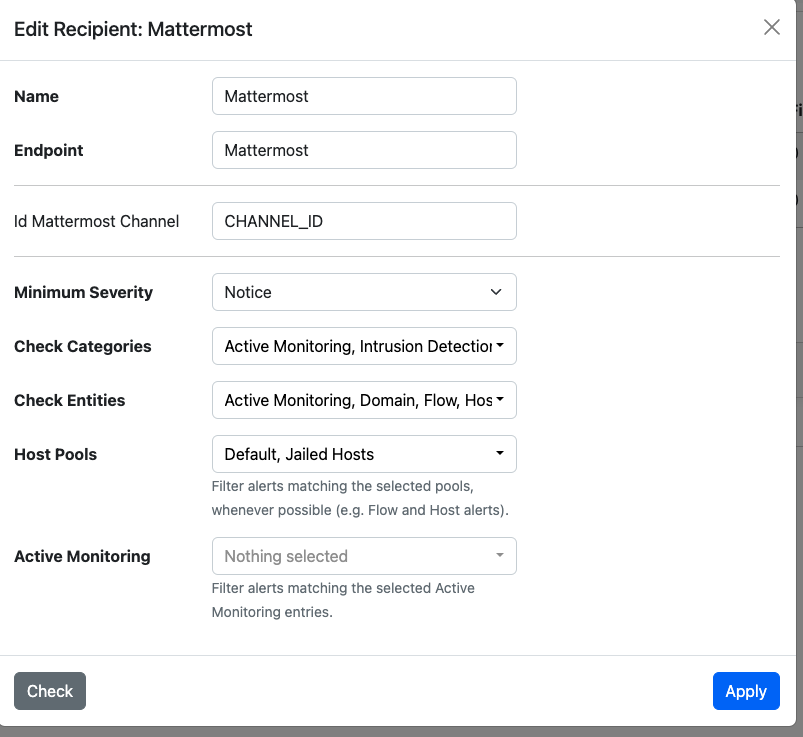 Edit Recipient: Mattermost
Name
Mattermost
Endpoint
Mattermost
Id Mattermost Channel
CHANNEL_ID
Minimum Severity
Notice
Check Categories
Active Monitoring, Intrusion Detection
Check Entities
Active Monitoring, Domain, Flow, Hos
Host Pools
Default, Jailed Hosts
Filter alerts matching the selected pools,
whenever possible (e.g. Flow and Host alerts).
Active Monitoring
Nothing selected
Filter alerts matching the selected Active
Monitoring entries.
Check
Apply